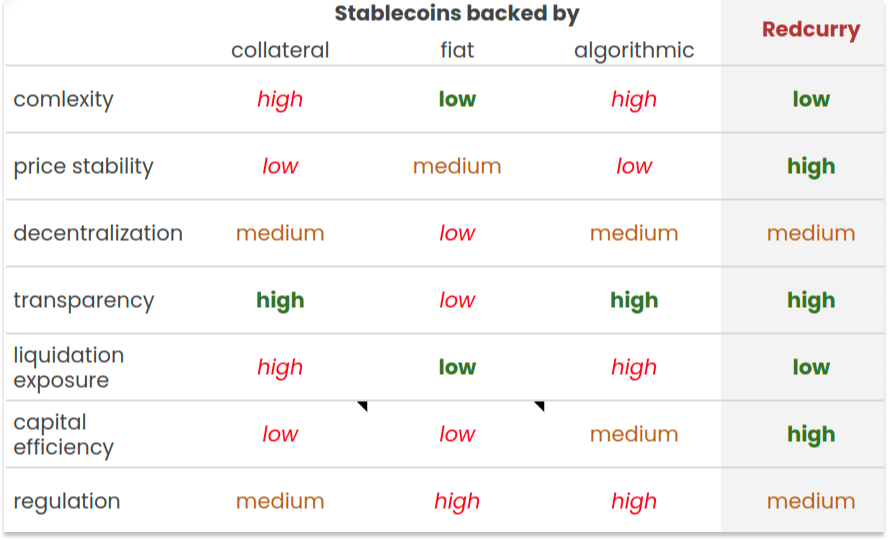 Stablecoins backed by
Redcurry
collateral fiat algorithmic
comlexity high low high low
price stability low medium low high
decentralization medium low medium medium
transparency high low high high
liquidation
exposure high low high low
capital
efficiency low low medium high
regulation medium high high medium